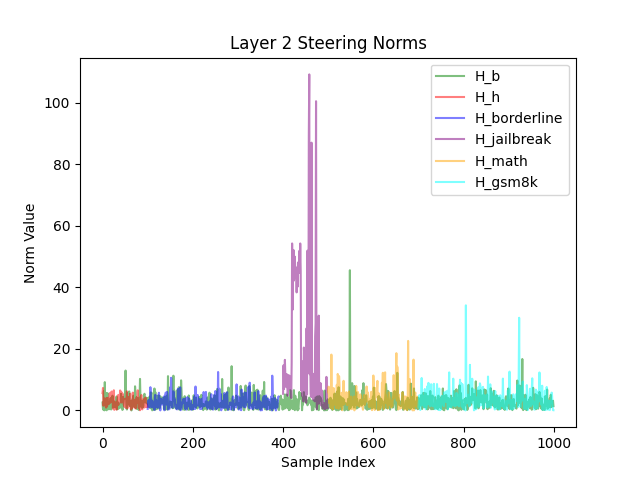 Layer 2 Steering Norms
Norm Value
100
80
60
40
20
0
H_b
H_h
H_borderline
H_jailbreak
H_math
H_gsm8k
0 200 400 600 800 1000
Sample Index